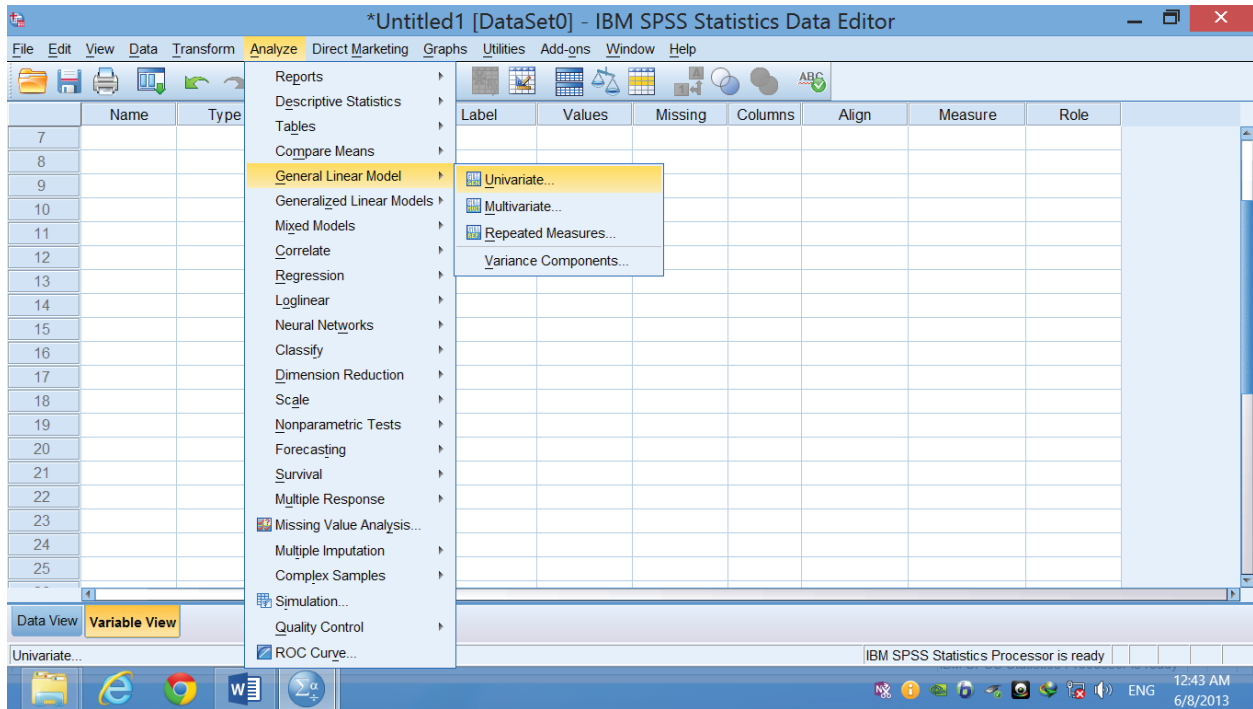 *Untitled1 [DataSet0] - IBM SPSS Statistics Data Editor
File Edit View Data Transform Analyze Direct Marketing Graphs Utilities Add-ons Window Help
Name Type Label Values Missing Columns Align Measure Role
7
8
9
10
11
12
13
14
15
16
17
18
19
20
21
22
23
24
25
Reports
Descriptive Statistics
Tables
Compare Means
General Linear Model
Generalized Linear Models
Mixed Models
Correlate
Regression
Loglinear
Neural Networks
Classify
Dimension Reduction
Scale
Nonparametric Tests
Forecasting
Survival
Multiple Response
Missing Value Analysis...
Multiple Imputation
Complex Samples
Simulation...
Quality Control
ROC Curve...
Univariate...
Multivariate...
Repeated Measures...
Variance Components...
Data View Variable View
Univariate... IBM SPSS Statistics Processor is ready
ENG 12:43 AM
6/8/2013